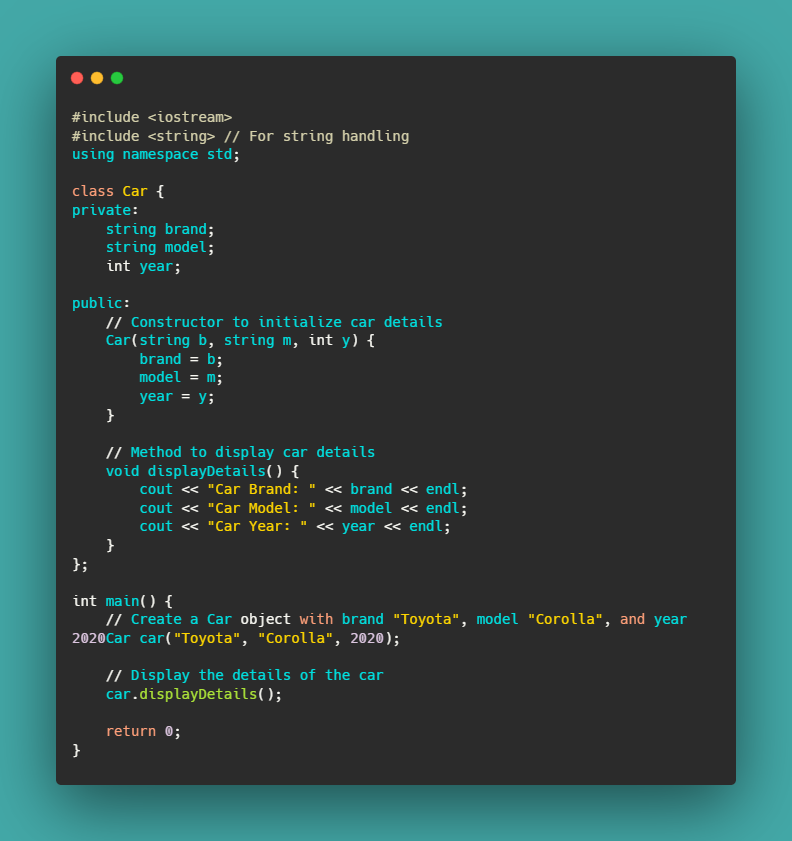 #include <iostream>
#include <string> // For string handling
using namespace std;

class Car {
private:
    string brand;
    string model;
    int year;

public:
    // Constructor to initialize car details
    Car(string b, string m, int y) {
        brand = b;
        model = m;
        year = y;
    }

    // Method to display car details
    void displayDetails() {
        cout << "Car Brand: " << brand << endl;
        cout << "Car Model: " << model << endl;
        cout << "Car Year: " << year << endl;
    }
};

int main() {
    // Create a Car object with brand "Toyota", model "Corolla", and year
2020Car car("Toyota", "Corolla", 2020);

    // Display the details of the car
    car.displayDetails();

    return 0;
}